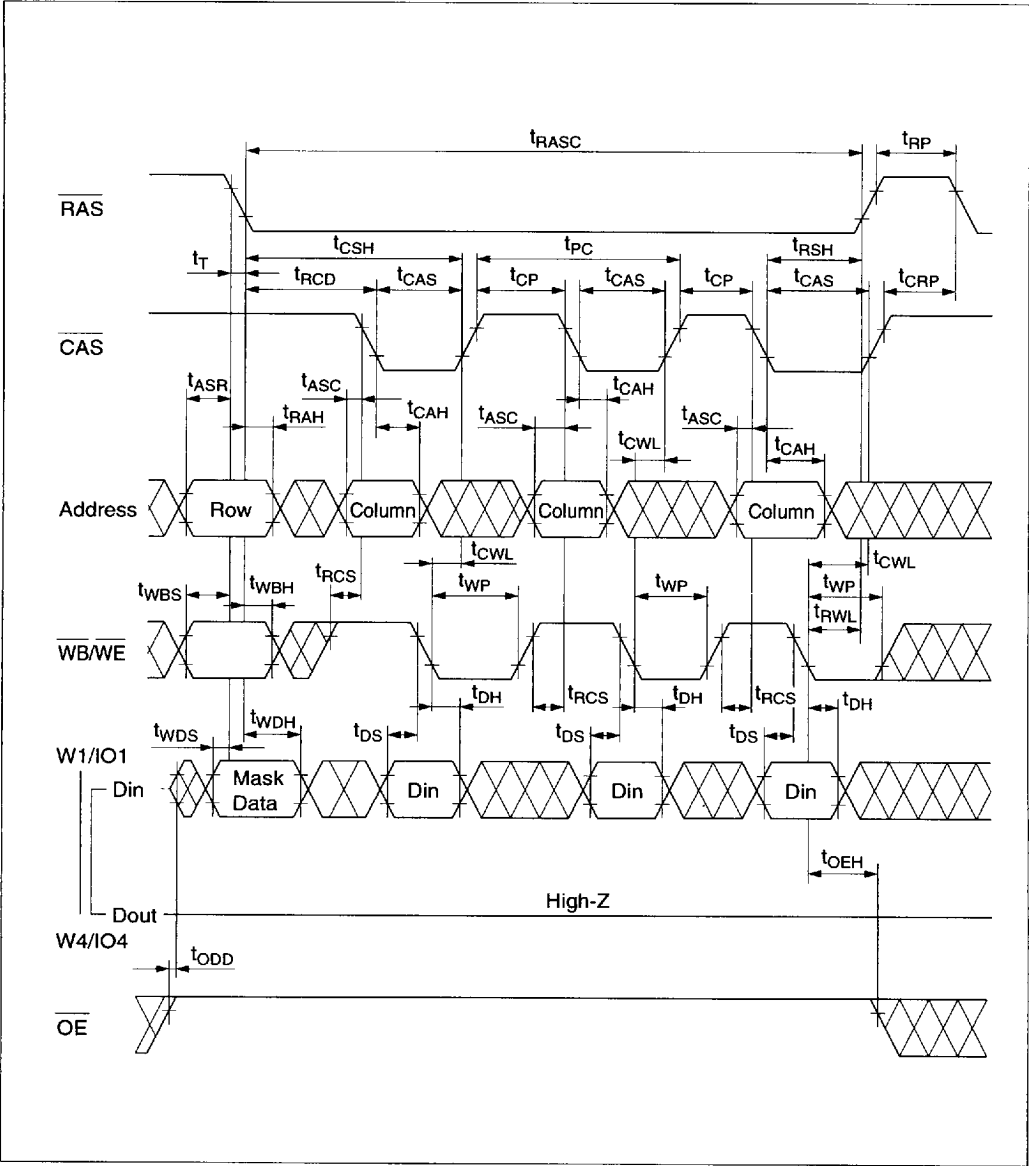 tRASC tRP
RAS
tCSH tPC tRSH
tT tRCD tCAS tCP tCAS tCP tCAS tCRP
CAS
tASR tASC tCAH tASC tCAH tASC
tRAH tCWL tCAH
Address Row Column Column Column
tCWL tCWL
tWBS tWBH tRCS tWP tWP tWP
tRWL
WB/WE
tDH tRCS tDH tRCS tDH
tWDS tWDH tDS tDS tDS
W1/IO1
Din Mask Data Din Din Din
tOEH
High-Z
Dout
W4/IO4
tODD
OE